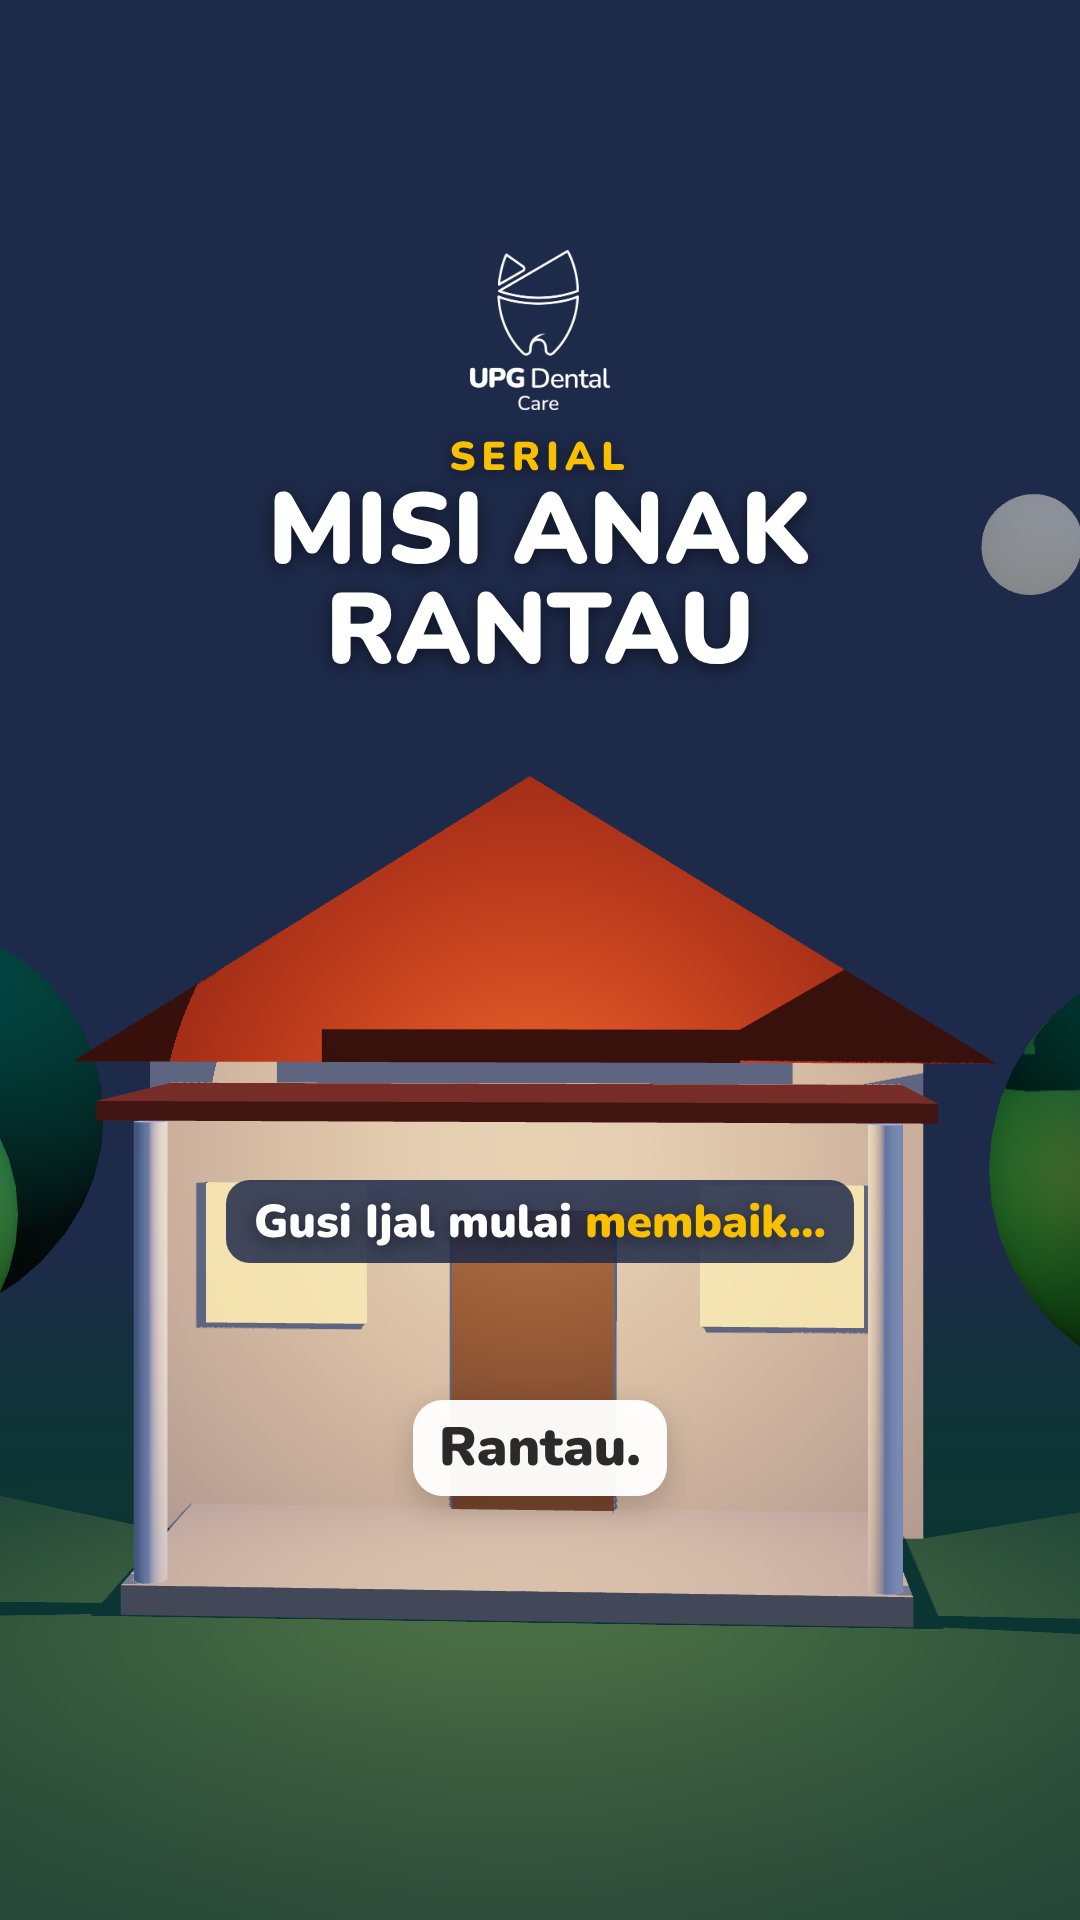 UPG Dental
Care
SERIAL
MISI ANAK
RANTAU
Gusi Ijal mulai membaik...
Rantau.